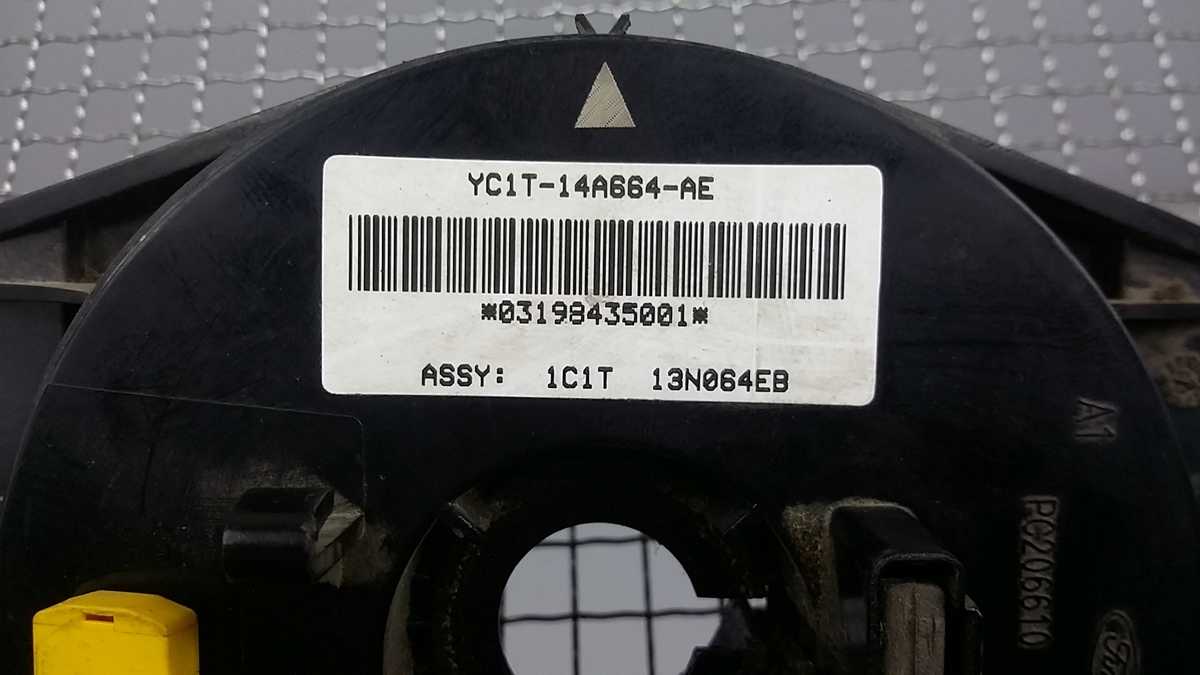 YC1T-14A664-AE
*03198435001*
ASSY: 1C1T 13N064EB
A1
PC206610